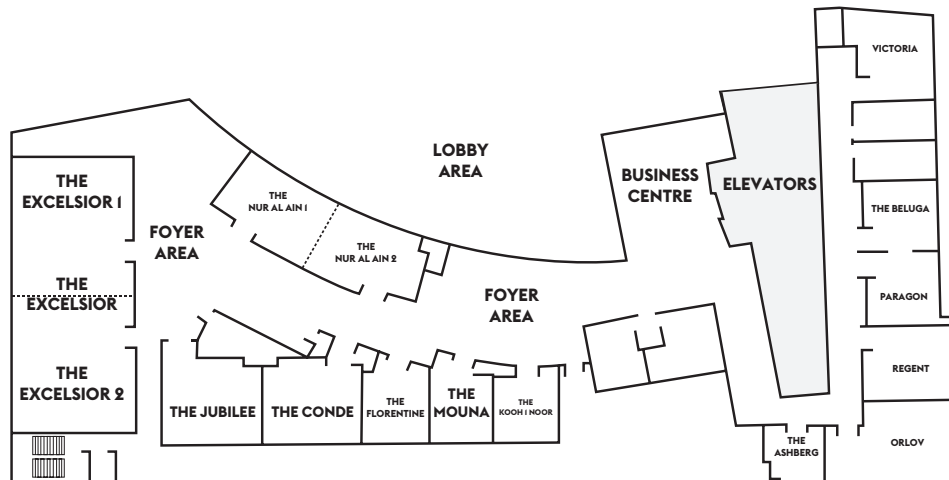 VICTORIA
LOBBY
AREA
THE
EXCELSIOR 1
THE
NUR AL AIN 1
BUSINESS
CENTRE
ELEVATORS
THE BELUGA
FOYER
AREA
THE
NUR AL AIN 2
THE
EXCELSIOR
FOYER
AREA
PARAGON
THE
EXCELSIOR 2
REGENT
THE JUBILEE
THE CONDE
THE
FLORENTINE
THE
MOUNA
THE
KOOH I NOOR
THE
ASHBERG
ORLOV